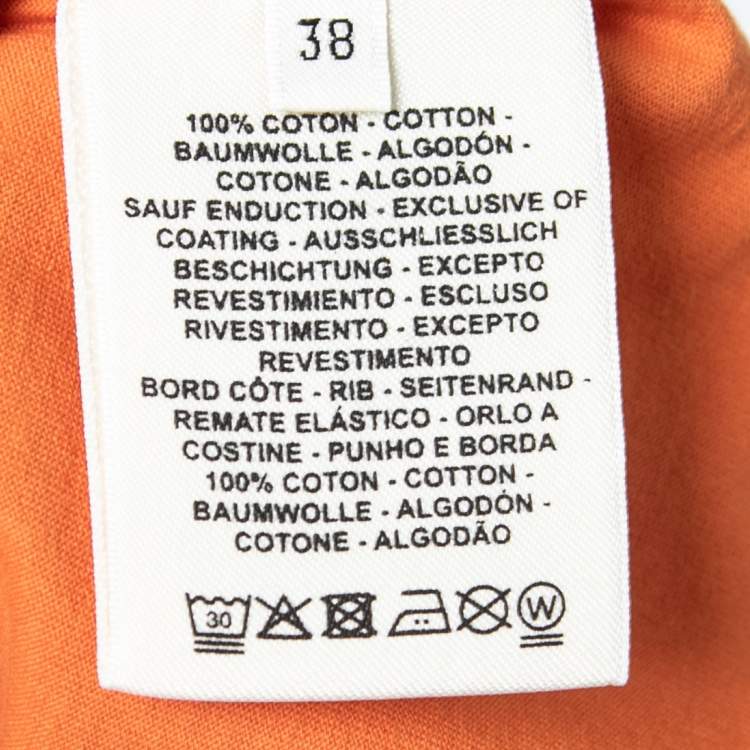 38
100% COTON - COTTON -
BAUMWOLLE - ALGODÓN -
COTONE - ALGODÃO
SAUF ENDUCTION - EXCLUSIVE OF
COATING - AUSSCHLIESSLICH
BESCHICHTUNG - EXCEPTO
REVESTIMIENTO - ESCLUSO
RIVESTIMENTO - EXCEPTO
REVESTIMENTO
BORD CÔTE - RIB - SEITENRAND -
REMATE ELÁSTICO - ORLO A
COSTINE - PUNHO E BORDA
100% COTON - COTTON -
BAUMWOLLE - ALGODÓN -
COTONE - ALGODÃO
30 W